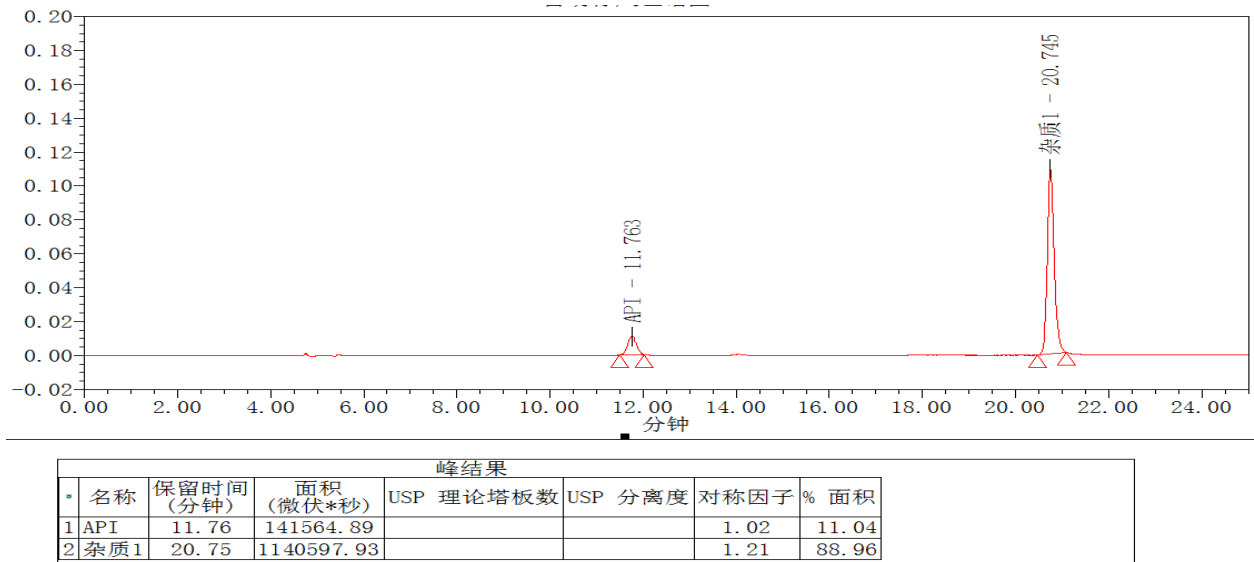 0.20
0.18
0.16
0.14
0.12
0.10
0.08
0.06
0.04
0.02
0.00
-0.02
API - 11.763
杂质1 - 20.745
0.00 2.00 4.00 6.00 8.00 10.00 12.00 14.00 16.00 18.00 20.00 22.00 24.00
分钟
峰结果
名称 保留时间 (分钟) 面积 (微伏*秒) USP 理论塔板数 USP 分离度 对称因子 % 面积
1 API 11.76 141564.89 1.02 11.04
2 杂质1 20.75 1140597.93 1.21 88.96